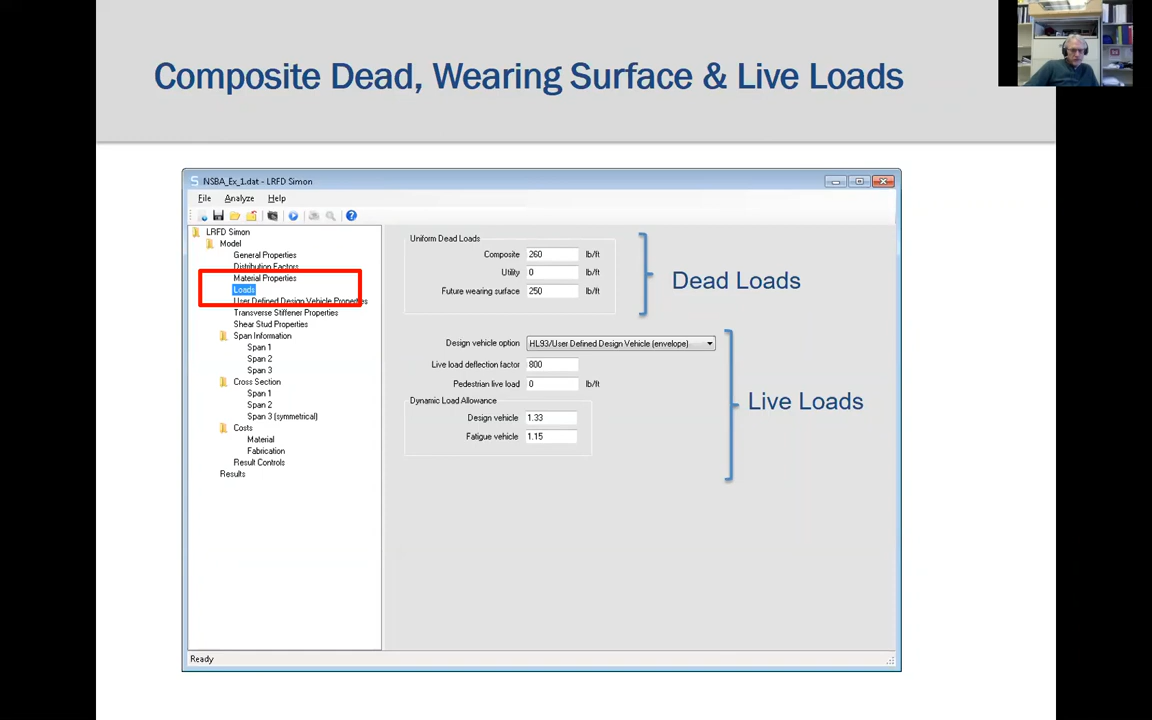 Composite Dead, Wearing Surface & Live Loads
NSBA_Ex_1.dat - LRFD Simon
File Analyze Help
LRFD Simon
Model
General Properties
Distribution Factors
Material Properties
Loads
User Defined Design Vehicle Properties
Transverse Stiffener Properties
Shear Stud Properties
Span Information
Span 1
Span 2
Span 3
Cross Section
Span 1
Span 2
Span 3 (symmetrical)
Costs
Material
Fabrication
Result Controls
Results
Uniform Dead Loads
Composite 260 lb/ft
Utility 0 lb/ft
Future wearing surface 250 lb/ft
Dead Loads
Design vehicle option HL93/User Defined Design Vehicle (envelope)
Live load deflection factor 800
Pedestrian live load 0 lb/ft
Dynamic Load Allowance
Design vehicle 1.33
Fatigue vehicle 1.15
Live Loads
Ready